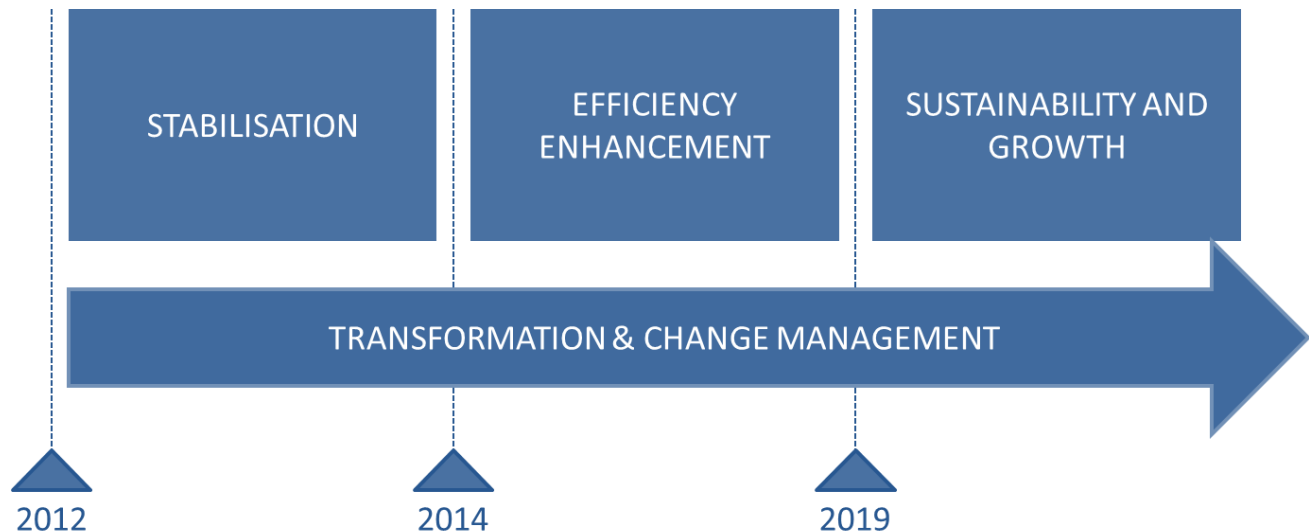 STABILISATION
EFFICIENCY
ENHANCEMENT
SUSTAINABILITY AND
GROWTH
TRANSFORMATION & CHANGE MANAGEMENT
2012
2014
2019